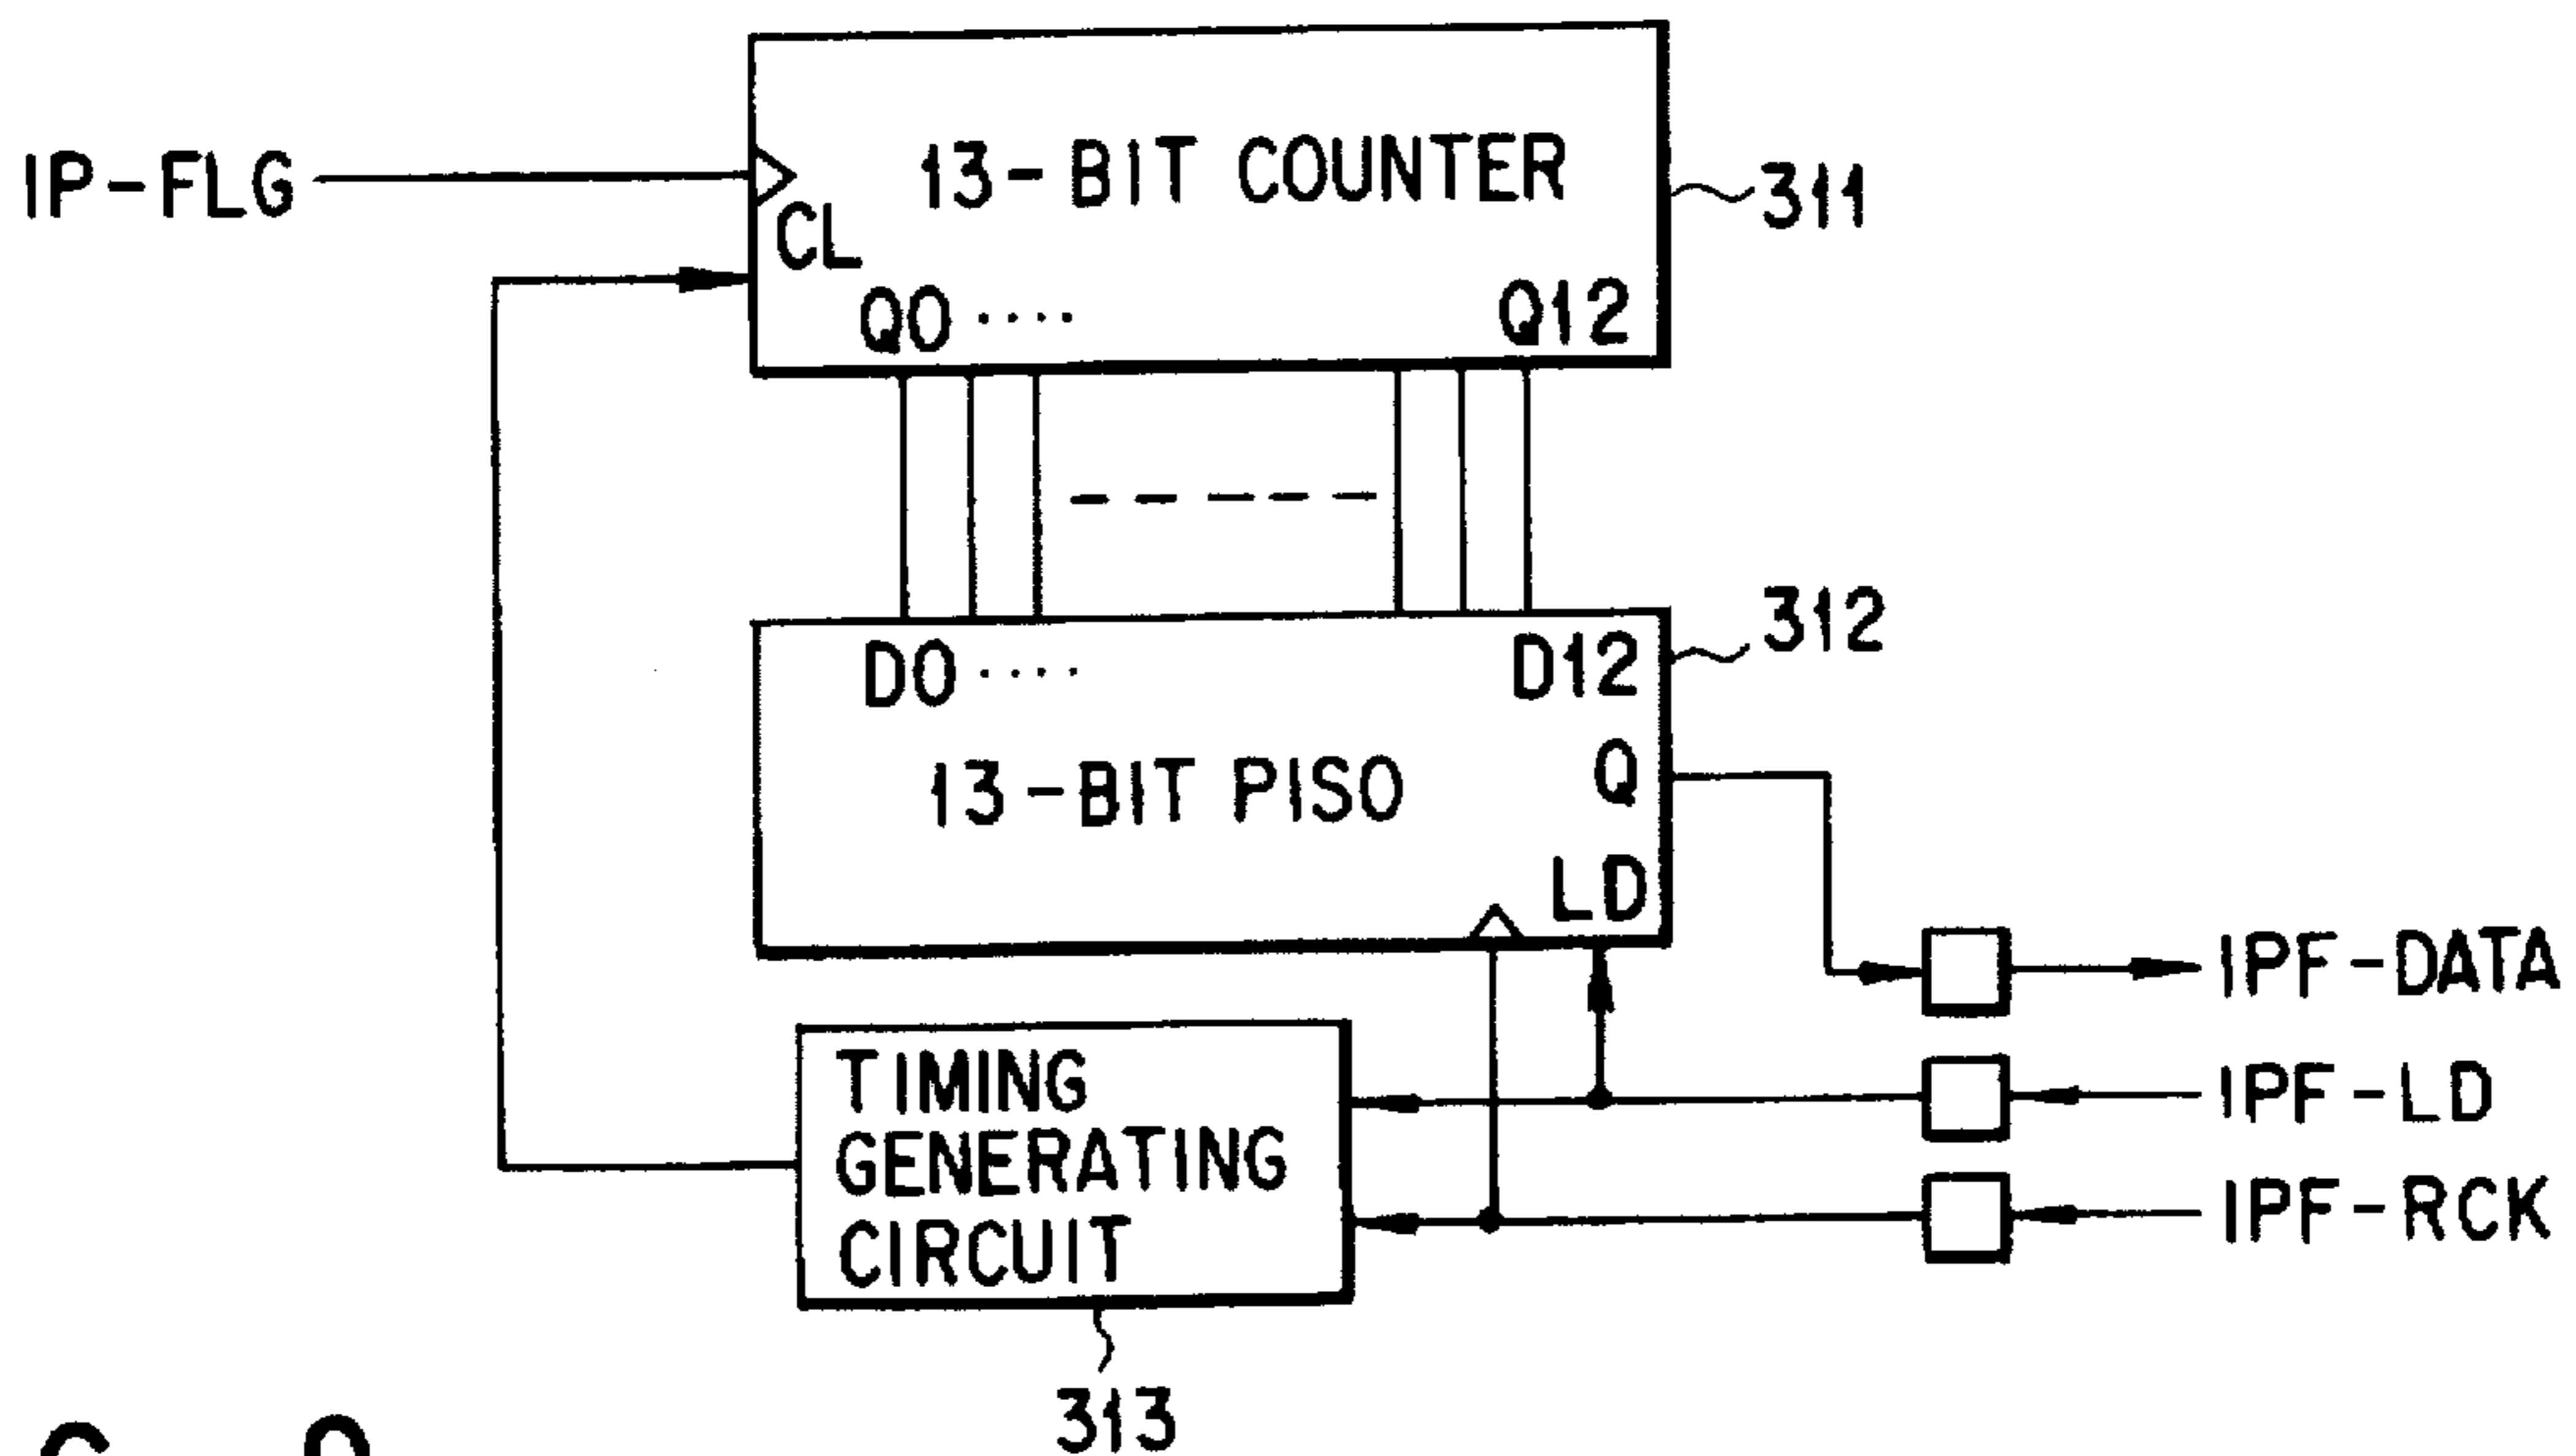 IP-FLG
13-BIT COUNTER
311
CL
Q0 ····
Q12
312
D0 ····
D12
13-BIT PISO
Q
LD
IPF-DATA
TIMING
GENERATING
CIRCUIT
IPF-LD
IPF-RCK
313